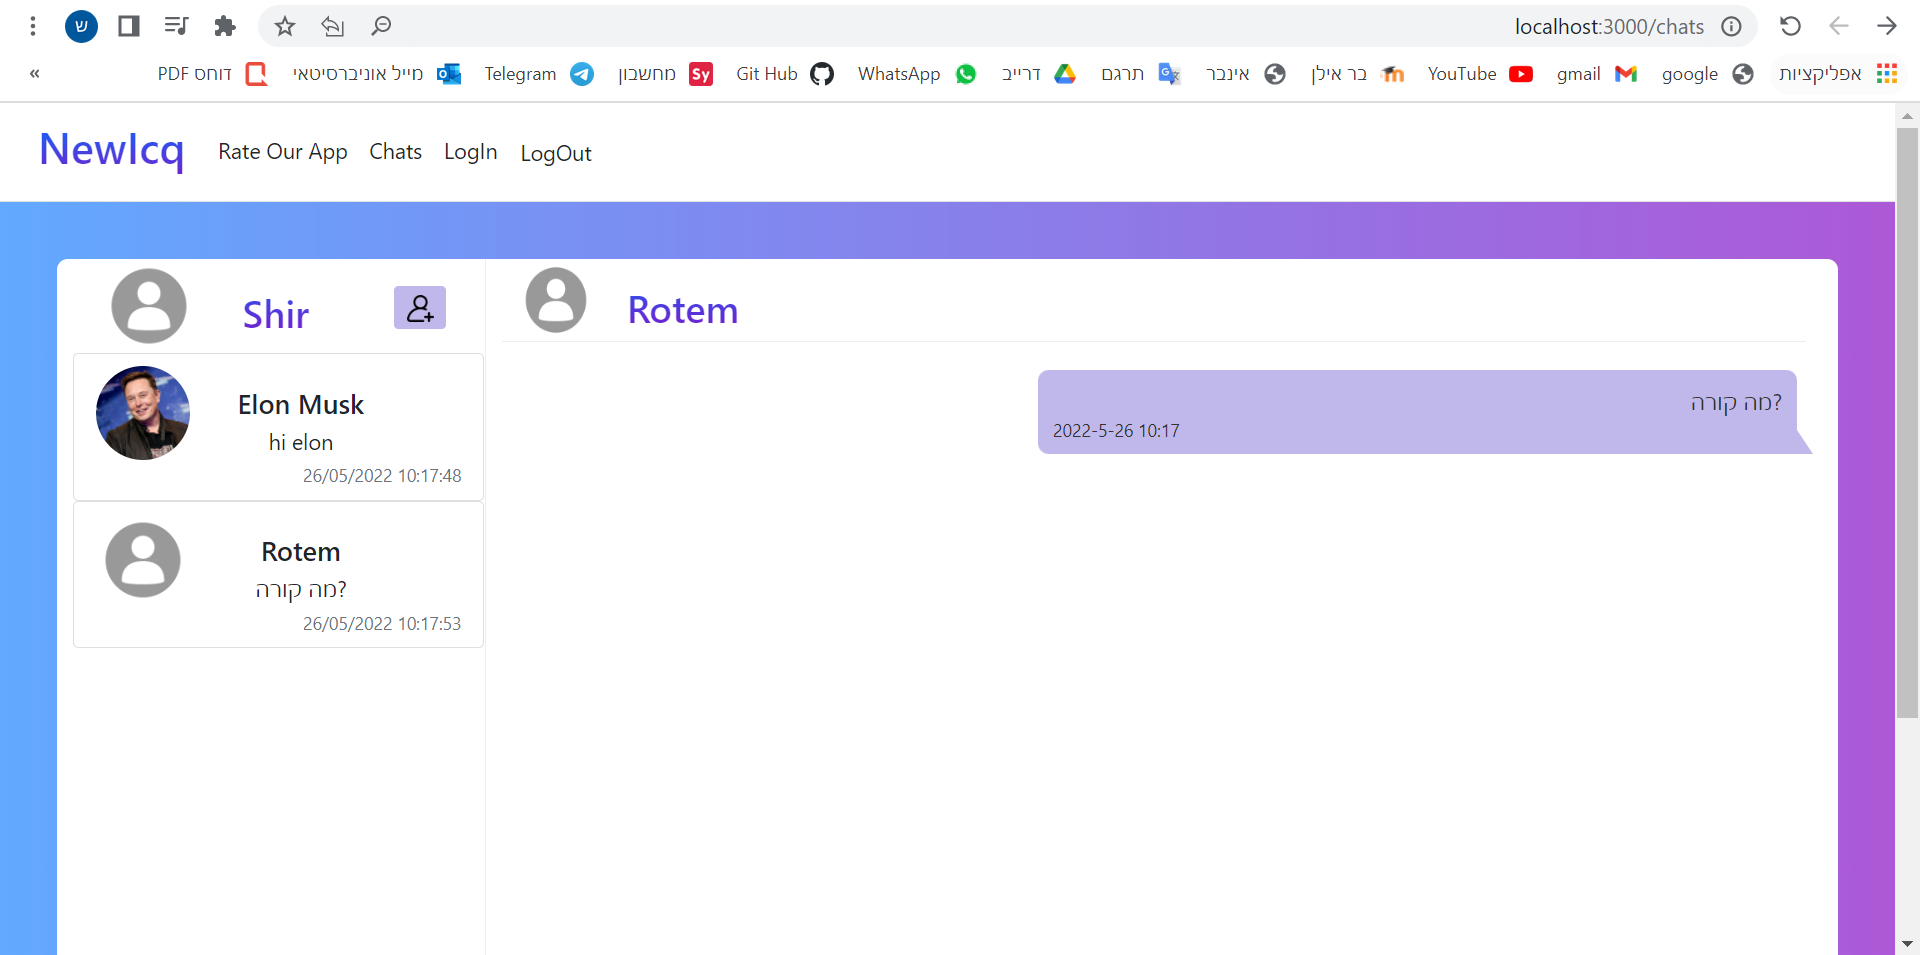 ש
localhost:3000/chats
אפליקציות
google
gmail
YouTube
בר אילן
אינבר
תרגם
דרייב
WhatsApp
Git Hub
מחשבון
Sy
Telegram
מייל אוניברסיטאי
דוחס PDF
«
NewIcq
Rate Our App
Chats
LogIn
LogOut
Shir
Elon Musk
hi elon
26/05/2022 10:17:48
Rotem
מה קורה?
26/05/2022 10:17:53
Rotem
מה קורה?
2022-5-26 10:17